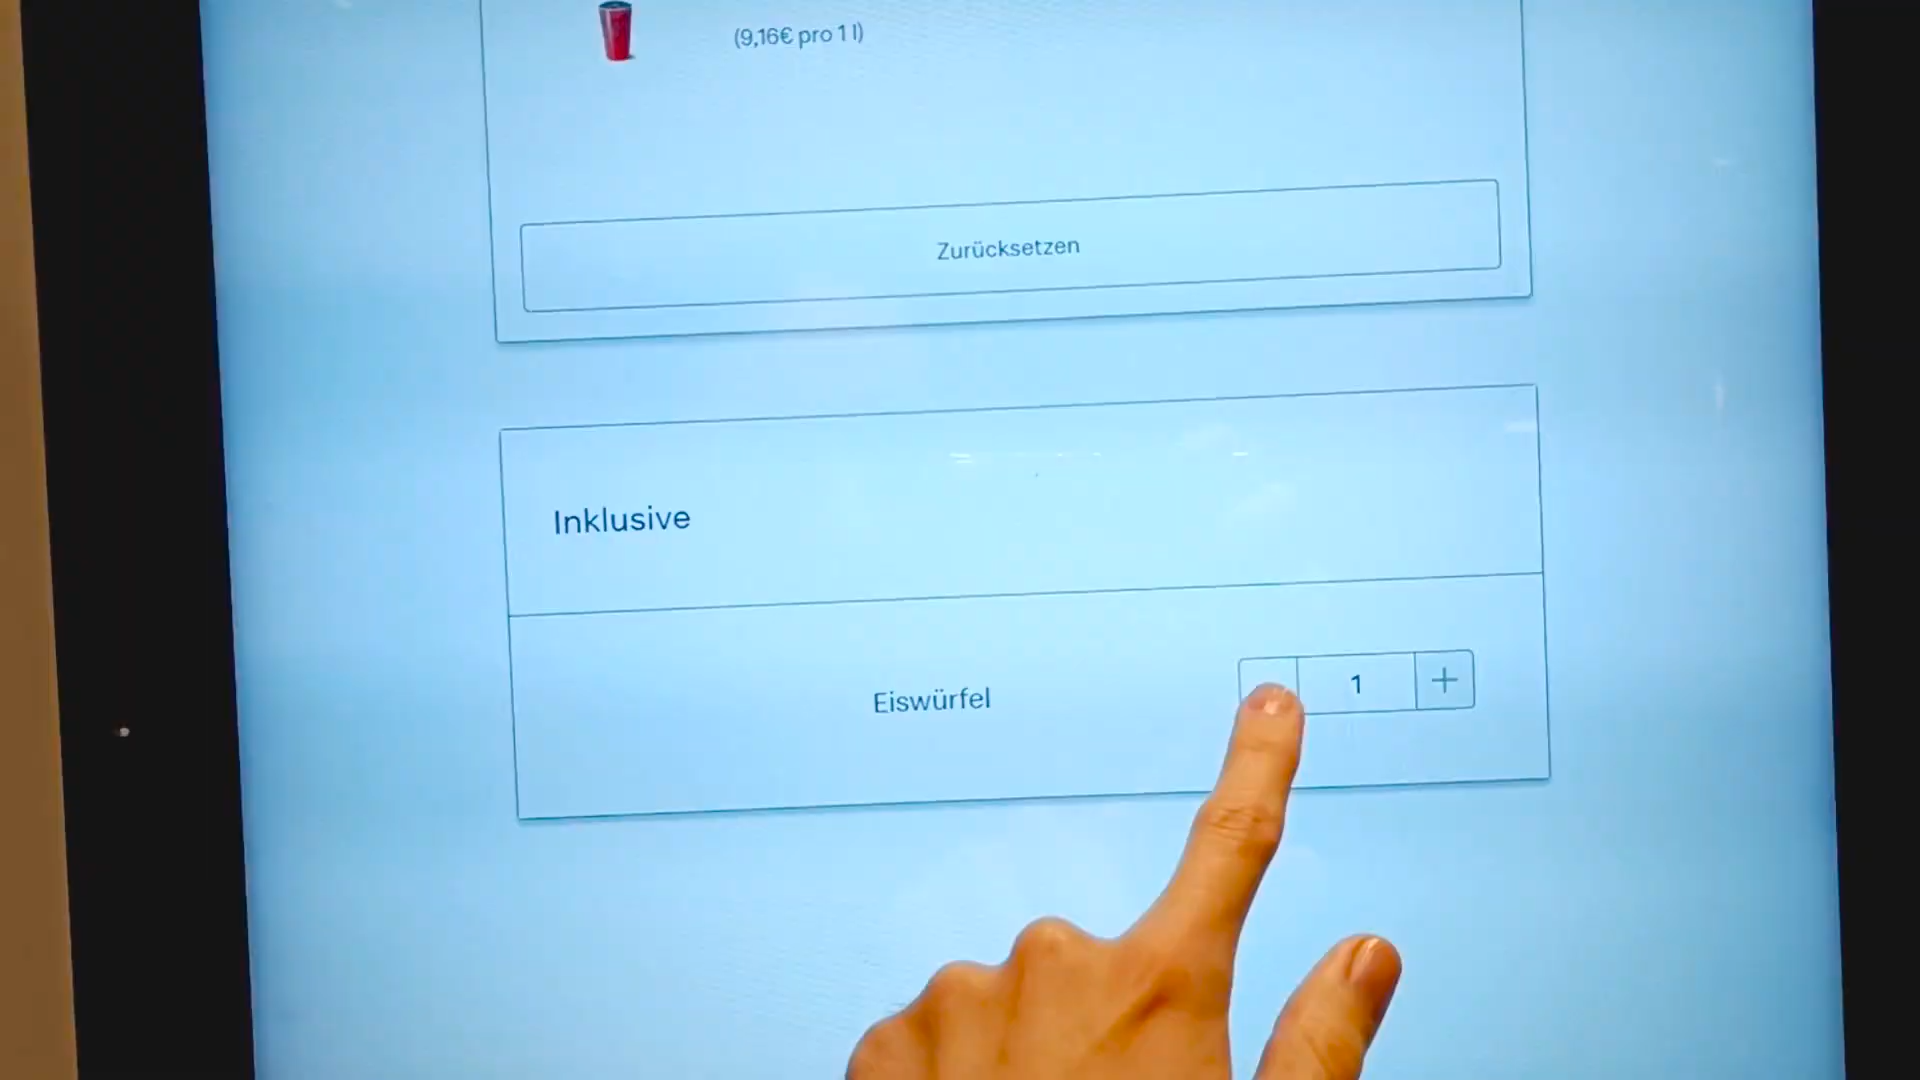 (9,16€ pro 1 l)
Zurücksetzen
Inklusive
Eiswürfel
1 +